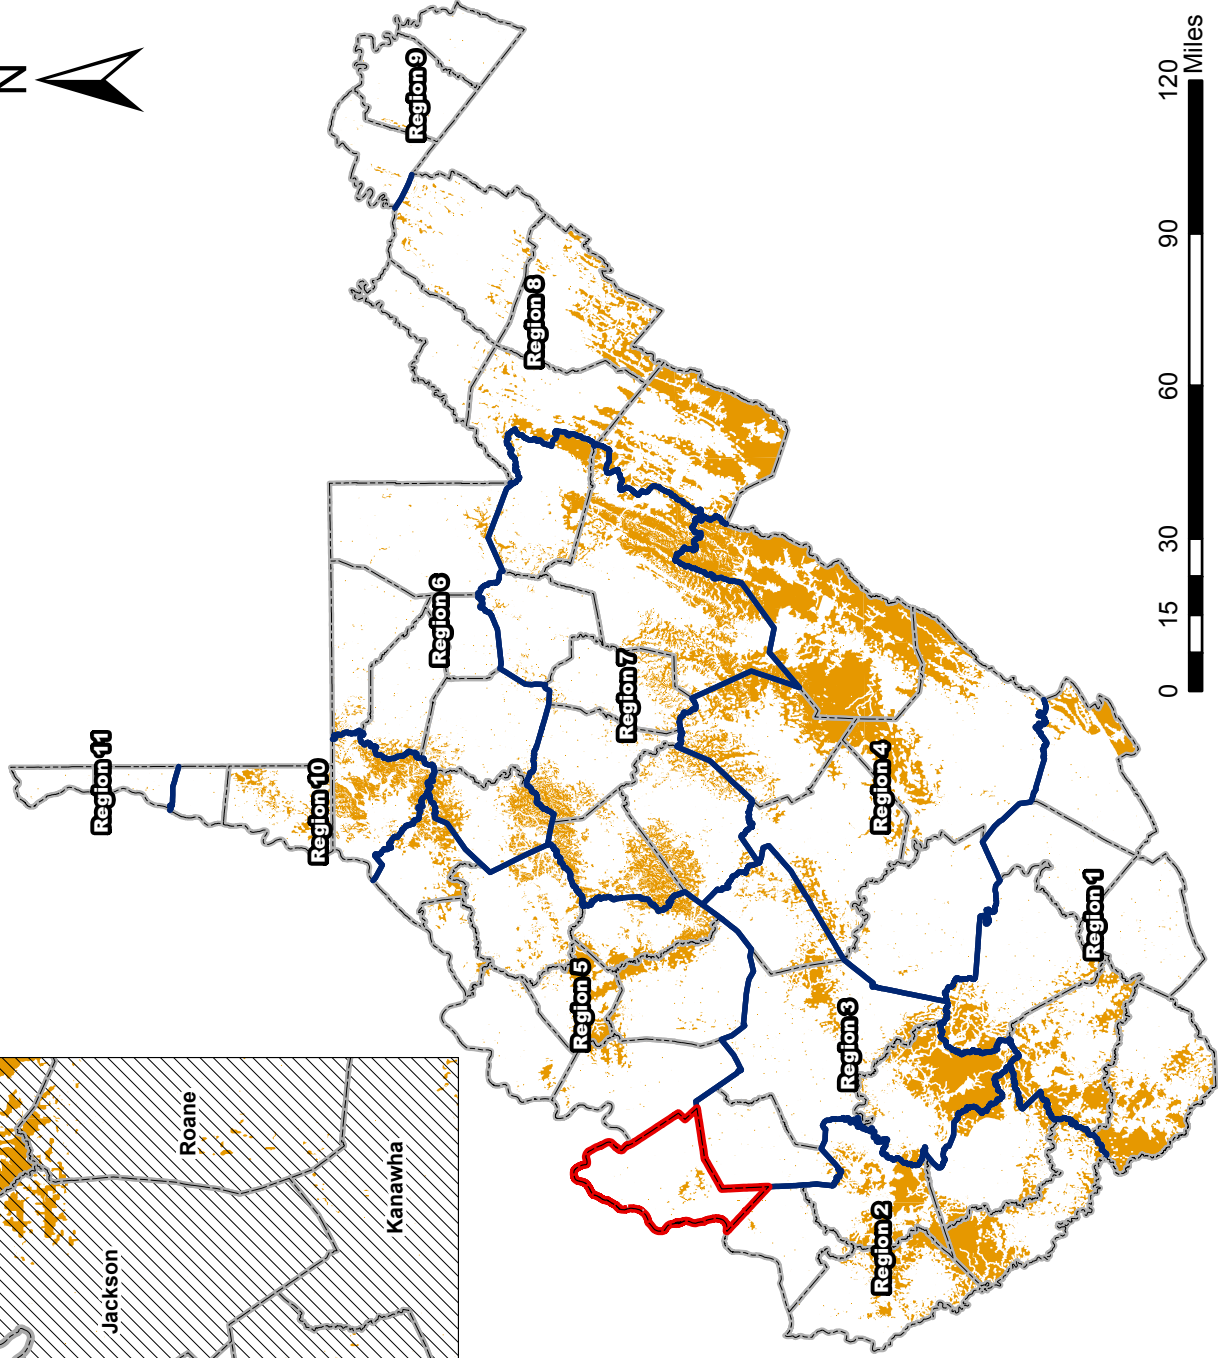 N
Region 11
Region 10
Region 9
Region 8
Region 6
Region 7
Region 5
Region 4
Region 3
Region 2
Region 1
Roane
Jackson
Kanawha
0 15 30 60 90 120
Miles